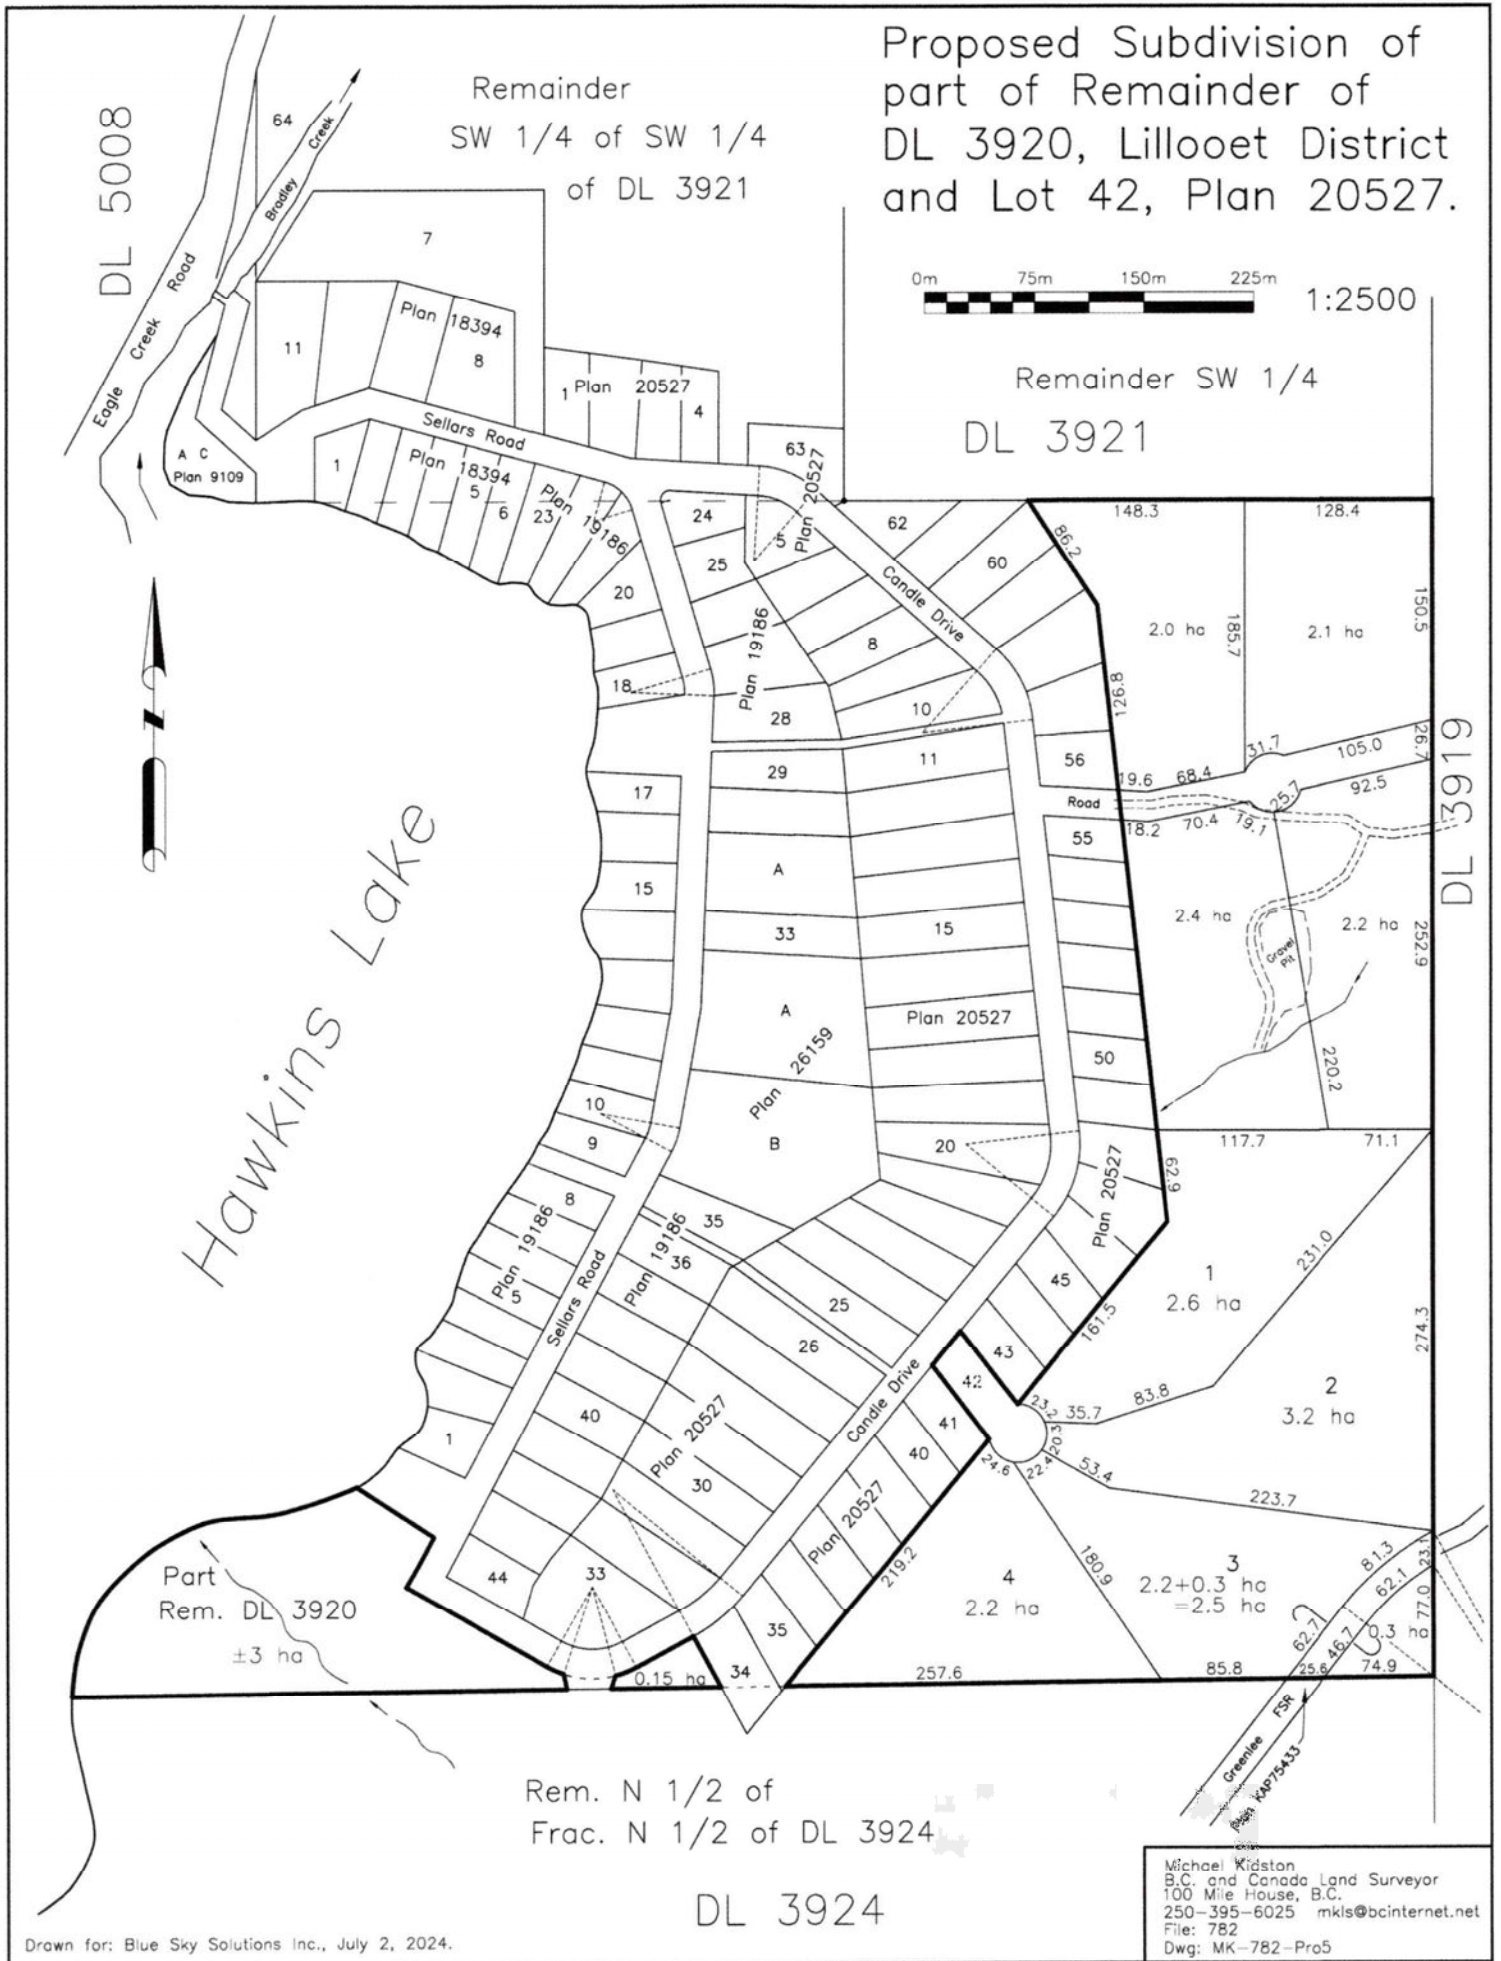 Proposed Subdivision of
part of Remainder of
DL 3920, Lillooet District
and Lot 42, Plan 20527.
0m 75m 150m 225m
1:2500
Remainder
SW 1/4 of SW 1/4
of DL 3921
DL 5008
64
Bradley Creek
Eagle Creek Road
7
11
Plan 18394
8
1 Plan 20527
4
Remainder SW 1/4
DL 3921
63
Plan 20527
Sellars Road
A C
Plan 9109
1
Plan 18394
5
6
23
Plan 19186
24
5
62
148.3
128.4
86.2
25
60
20
Candle Drive
2.0 ha
185.7
2.1 ha
150.5
8
Plan 19186
18
28
10
126.8
DL 3919
29
11
56
31.7
105.0
26.7
17
Road
19.6
68.4
25.7
92.5
18.2
70.4
19.1
55
A
15
33
15
2.4 ha
2.2 ha
252.9
Gravel
Pit
Hawkins Lake
A
Plan 20527
Plan 26159
50
220.2
10
9
B
20
117.7
71.1
62.9
Plan 20527
8
35
Plan 19186
Plan 19186
36
5
Sellars Road
45
231.0
1
2.6 ha
25
161.5
274.3
26
43
42
Candle Drive
23.2
35.7
83.8
2
3.2 ha
40
41
1
Plan 20527
40
20.3
24.6
22.4
53.4
30
223.7
Plan 20527
219.2
180.9
81.3
23.1
Part
Rem. DL 3920
±3 ha
44
33
4
2.2 ha
3
2.2+0.3 ha
=2.5 ha
62.1
77.0
62.7
46.7
0.3 ha
35
34
0.15 ha
257.6
85.8
25.6
74.9
Greenlee FSR
Plan KAP75433
Rem. N 1/2 of
Frac. N 1/2 of DL 3924
DL 3924
Michael Kidston
B.C. and Canada Land Surveyor
100 Mile House, B.C.
250-395-6025 mkls@bcinternet.net
File: 782
Dwg: MK-782-Pro5
Drawn for: Blue Sky Solutions Inc., July 2, 2024.